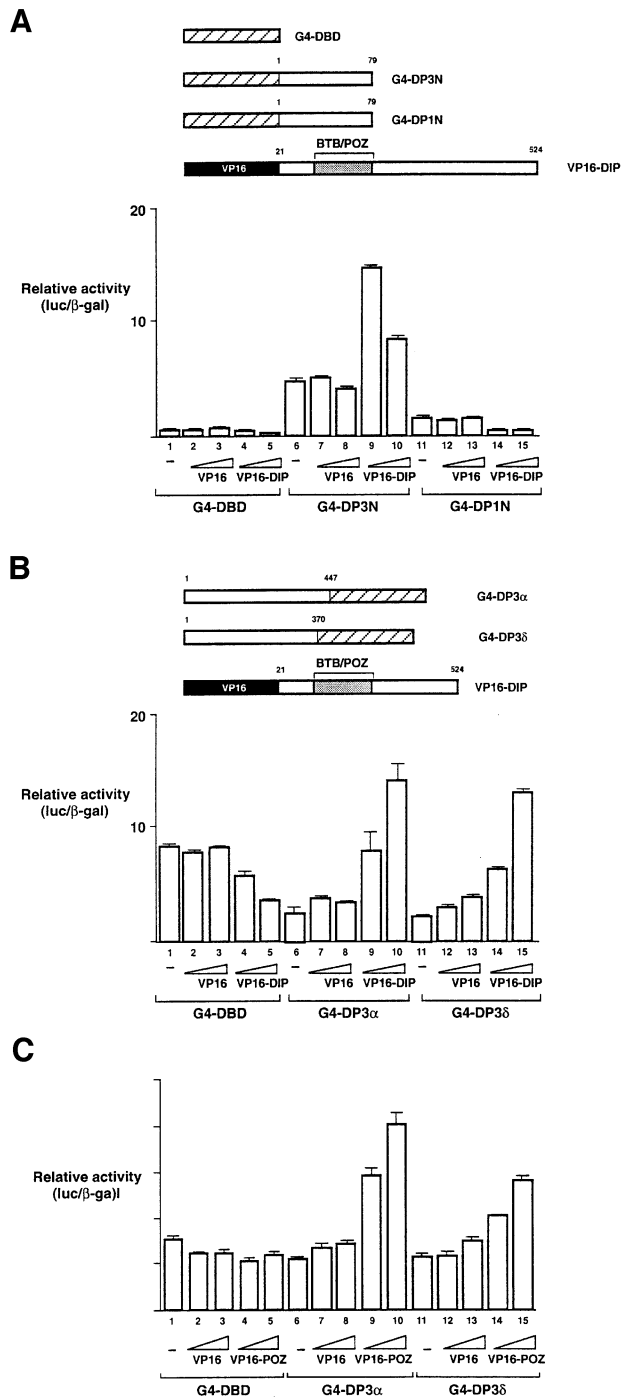 A
G4-DBD
1 79
G4-DP3N
1 79
G4-DP1N
21 BTB/POZ 524
VP16 VP16-DIP
20
Relative activity
(luc/β-gal)
10
1 2 3 4 5 6 7 8 9 10 11 12 13 14 15
– VP16 VP16-DIP – VP16 VP16-DIP – VP16 VP16-DIP
G4-DBD G4-DP3N G4-DP1N
B
1 447
G4-DP3α
1 370
G4-DP3δ
21 BTB/POZ 524
VP16 VP16-DIP
20
Relative activity
(luc/β-gal)
10
1 2 3 4 5 6 7 8 9 10 11 12 13 14 15
– VP16 VP16-DIP – VP16 VP16-DIP – VP16 VP16-DIP
G4-DBD G4-DP3α G4-DP3δ
C
Relative activity
(luc/β-ga)l
1 2 3 4 5 6 7 8 9 10 11 12 13 14 15
– VP16 VP16-POZ – VP16 VP16-POZ – VP16 VP16-POZ
G4-DBD G4-DP3α G4-DP3δ